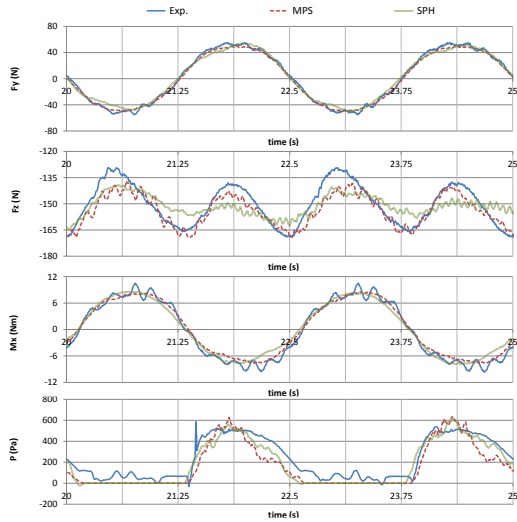 Exp. MPS SPH
80
40
0
-40
-80
Fy (N)
20 21.25 22.5 23.75 25
time (s)
-120
-135
-150
-165
-180
Fz (N)
20 21.25 22.5 23.75 25
time (s)
12
6
0
-6
-12
Mx (Nm)
20 21.25 22.5 23.75 25
time (s)
800
600
400
200
0
-200
P (Pa)
20 21.25 22.5 23.75 25
time (s)